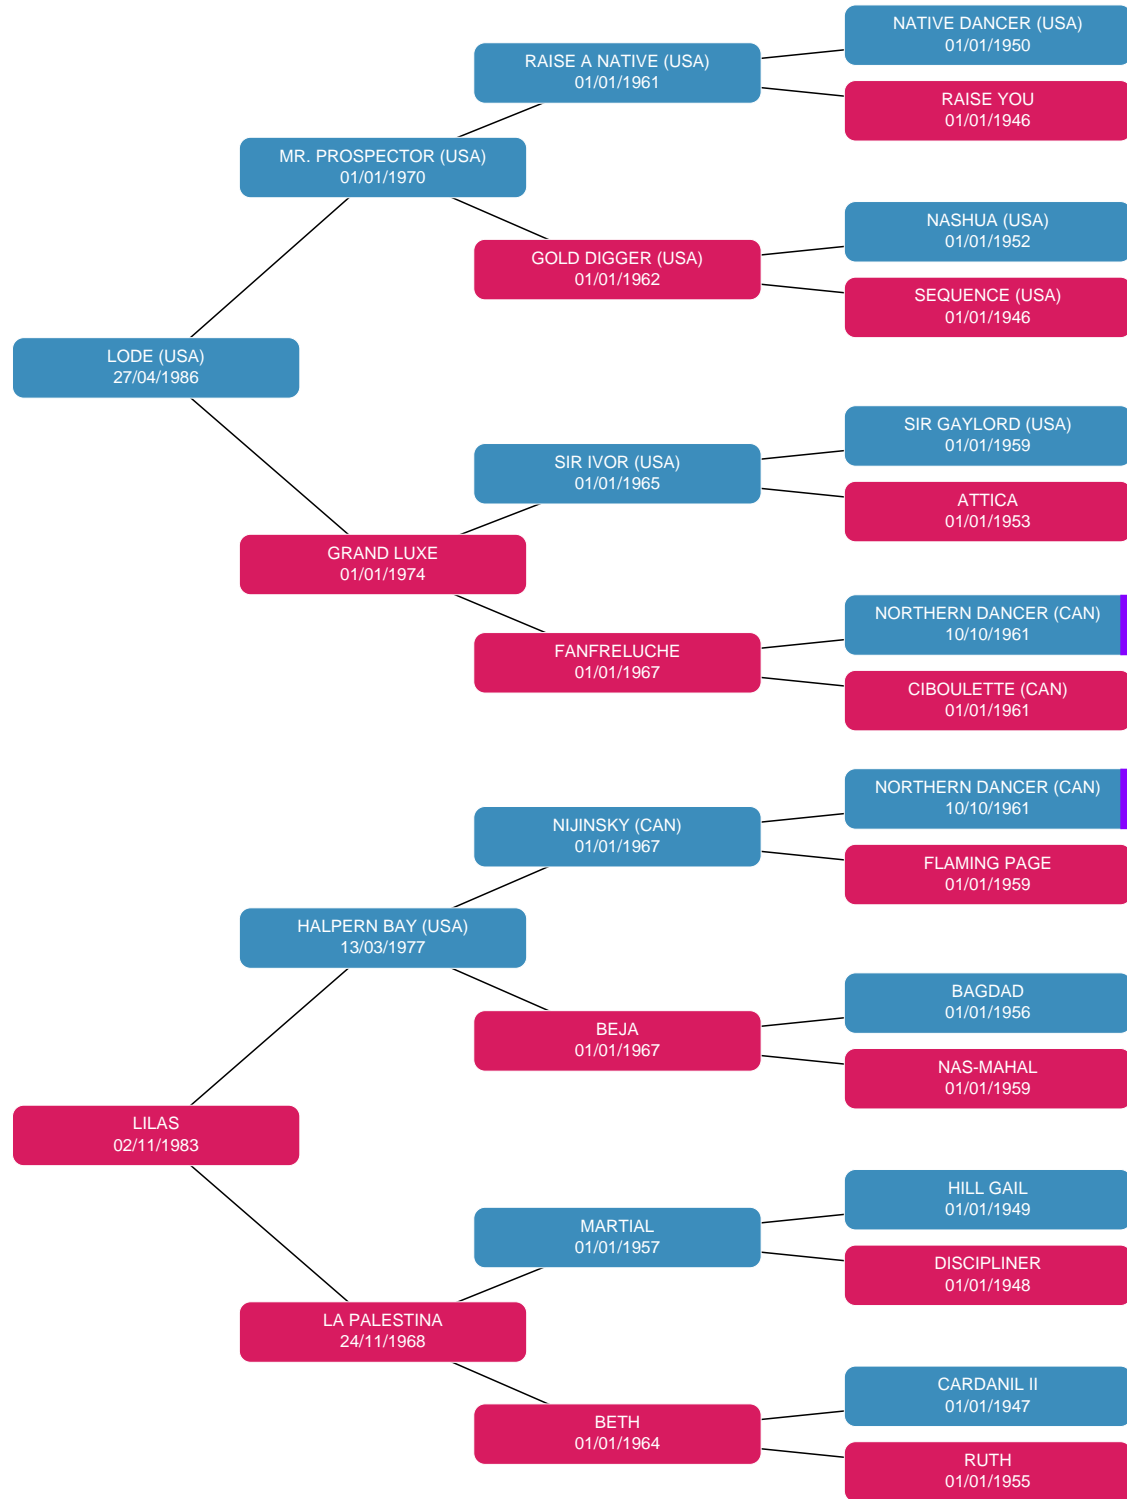 NATIVE DANCER (USA)
01/01/1950
RAISE A NATIVE (USA)
01/01/1961
RAISE YOU
01/01/1946
MR. PROSPECTOR (USA)
01/01/1970
NASHUA (USA)
01/01/1952
GOLD DIGGER (USA)
01/01/1962
SEQUENCE (USA)
01/01/1946
LODE (USA)
27/04/1986
SIR GAYLORD (USA)
01/01/1959
SIR IVOR (USA)
01/01/1965
ATTICA
01/01/1953
GRAND LUXE
01/01/1974
NORTHERN DANCER (CAN)
10/10/1961
FANFRELUCHE
01/01/1967
CIBOULETTE (CAN)
01/01/1961
NORTHERN DANCER (CAN)
10/10/1961
NIJINSKY (CAN)
01/01/1967
FLAMING PAGE
01/01/1959
HALPERN BAY (USA)
13/03/1977
BAGDAD
01/01/1956
BEJA
01/01/1967
NAS-MAHAL
01/01/1959
LILAS
02/11/1983
HILL GAIL
01/01/1949
MARTIAL
01/01/1957
DISCIPLINER
01/01/1948
LA PALESTINA
24/11/1968
CARDANIL II
01/01/1947
BETH
01/01/1964
RUTH
01/01/1955